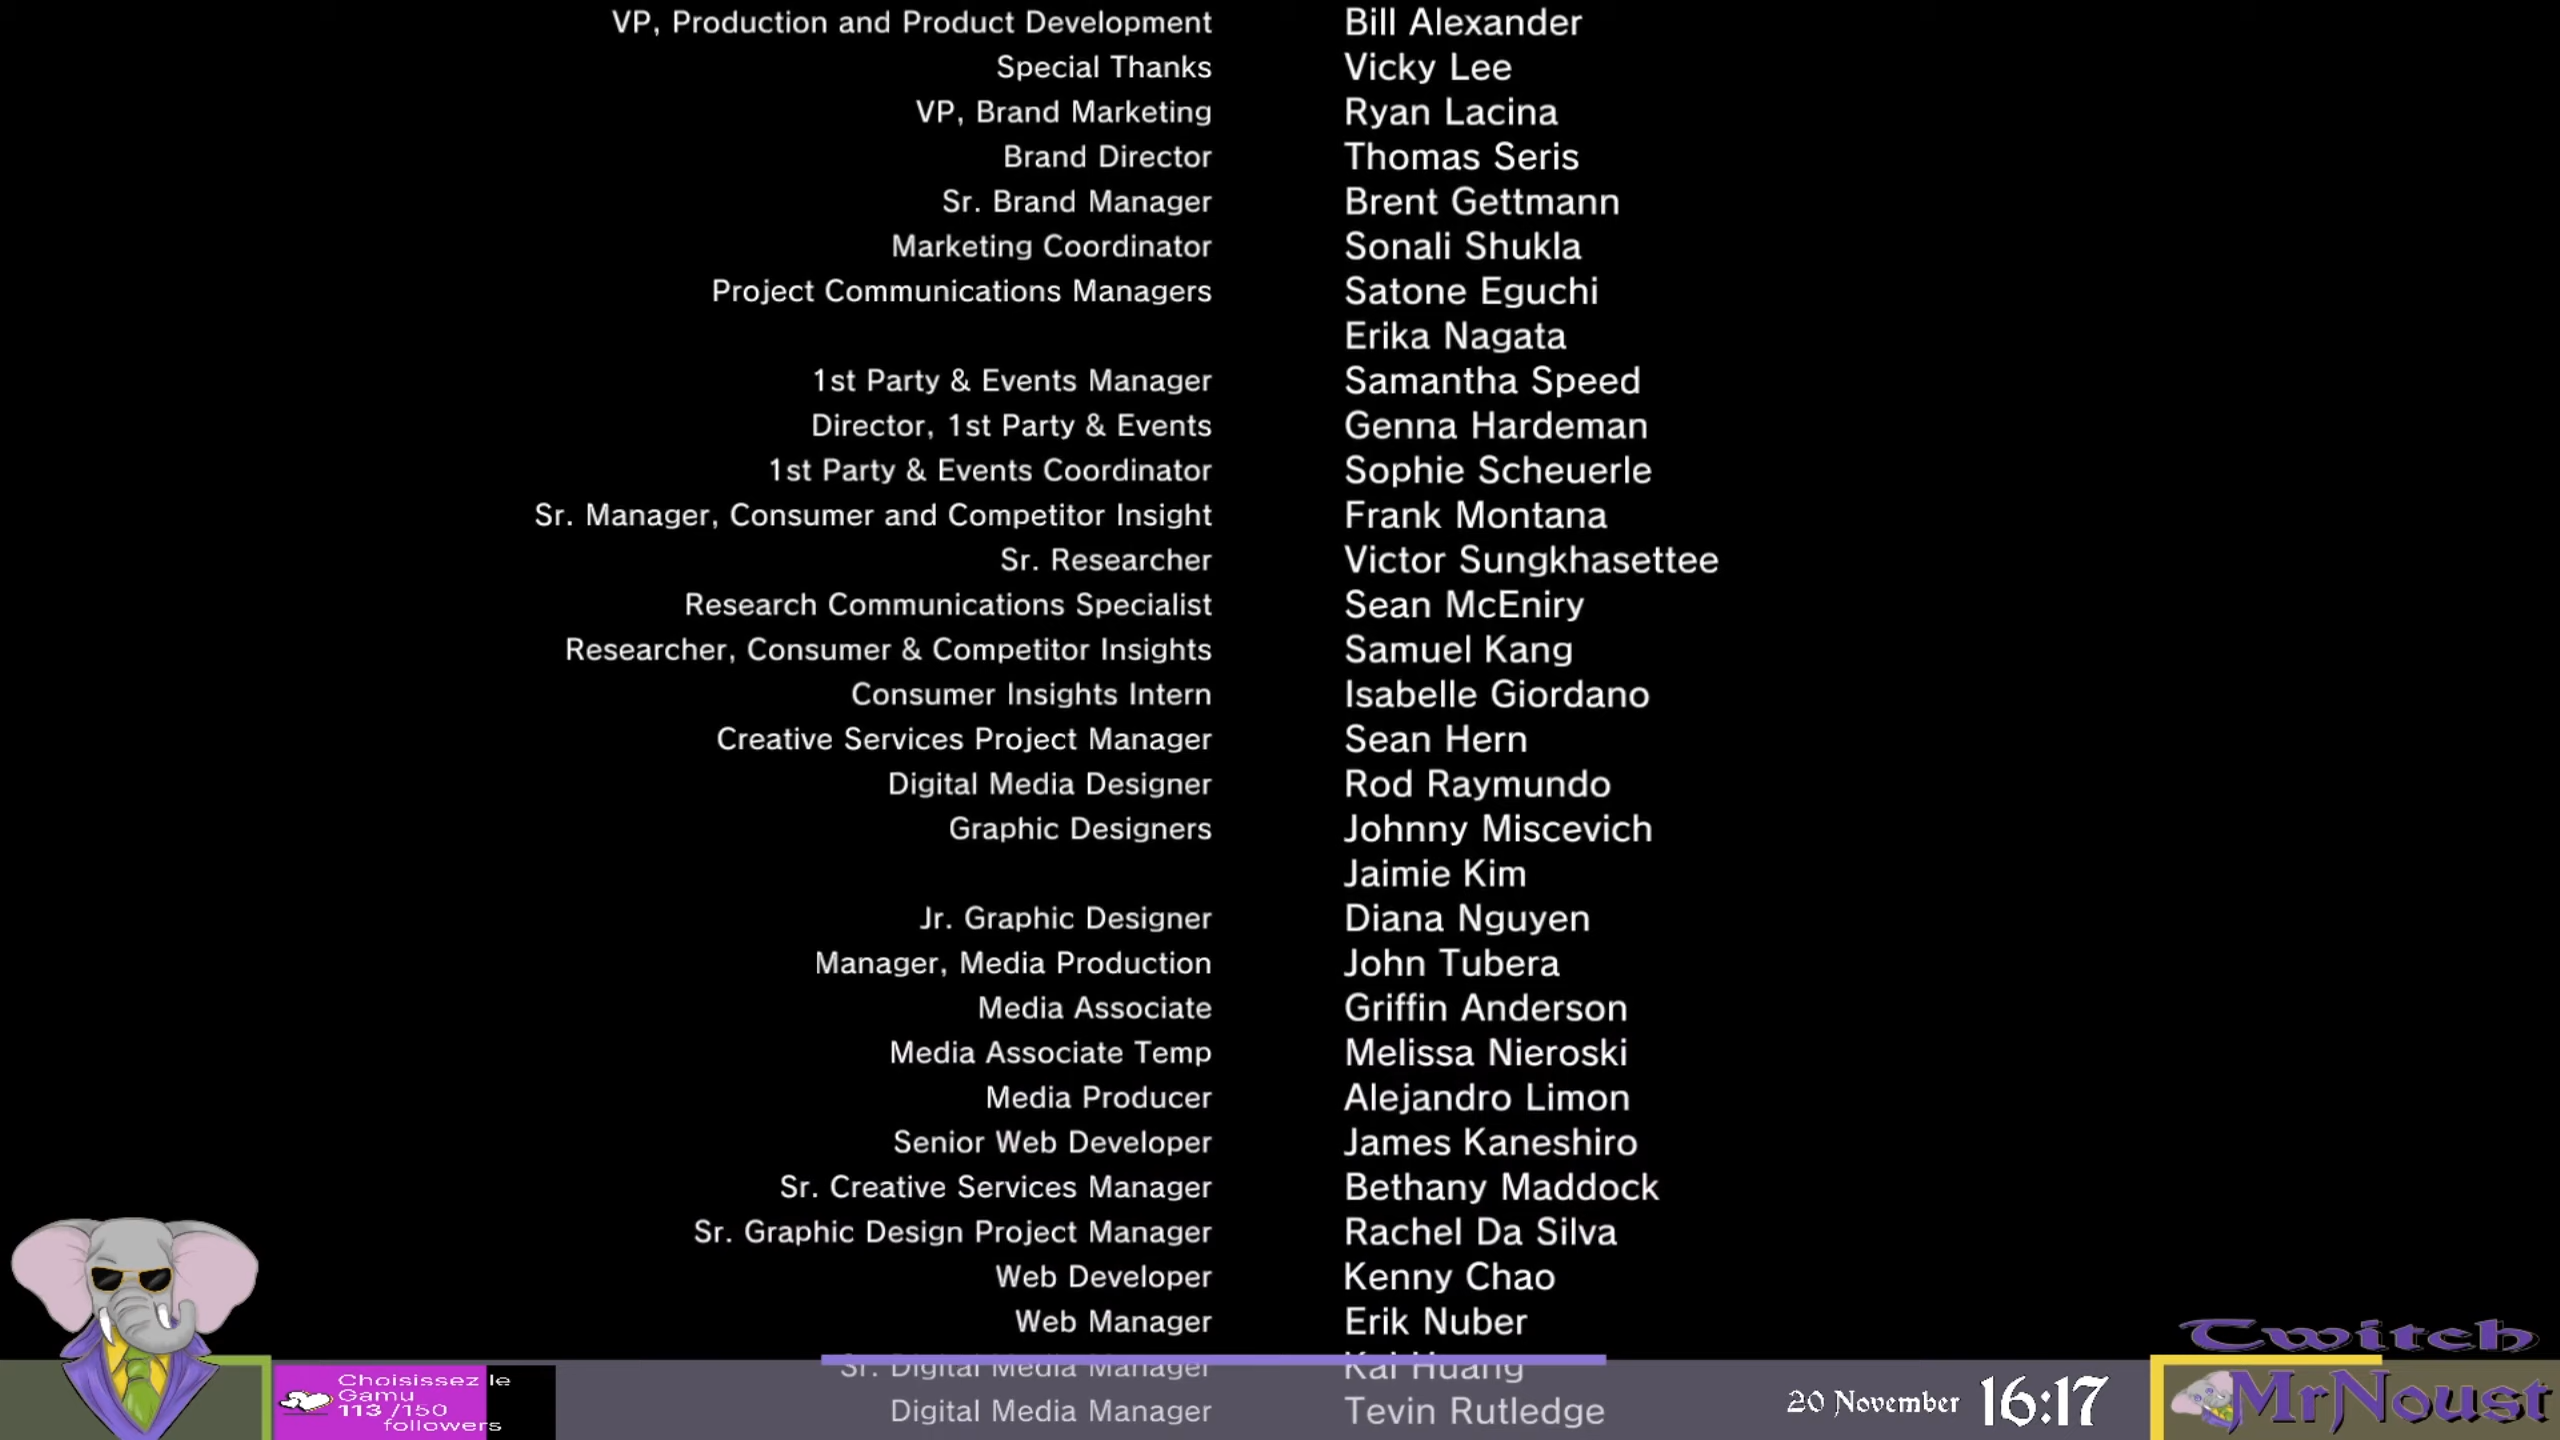 VP, Production and Product Development Bill Alexander
Special Thanks Vicky Lee
VP, Brand Marketing Ryan Lacina
Brand Director Thomas Seris
Sr. Brand Manager Brent Gettmann
Marketing Coordinator Sonali Shukla
Project Communications Managers Satone Eguchi
Erika Nagata
1st Party & Events Manager Samantha Speed
Director, 1st Party & Events Genna Hardeman
1st Party & Events Coordinator Sophie Scheuerle
Sr. Manager, Consumer and Competitor Insight Frank Montana
Sr. Researcher Victor Sungkhasettee
Research Communications Specialist Sean McEniry
Researcher, Consumer & Competitor Insights Samuel Kang
Consumer Insights Intern Isabelle Giordano
Creative Services Project Manager Sean Hern
Digital Media Designer Rod Raymundo
Graphic Designers Johnny Miscevich
Jaimie Kim
Jr. Graphic Designer Diana Nguyen
Manager, Media Production John Tubera
Media Associate Griffin Anderson
Media Associate Temp Melissa Nieroski
Media Producer Alejandro Limon
Senior Web Developer James Kaneshiro
Sr. Creative Services Manager Bethany Maddock
Sr. Graphic Design Project Manager Rachel Da Silva
Web Developer Kenny Chao
Web Manager Erik Nuber
Sr. Digital Media Manager Kai Huang
Digital Media Manager Tevin Rutledge
Choisissez le
Gamu
113 /150
followers
20 November 16:17
Twitch
MrNoust